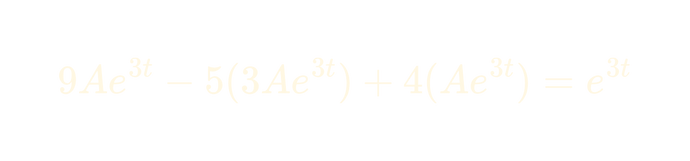 9Ae^{3t} − 5(3Ae^{3t}) + 4(Ae^{3t}) = e^{3t}